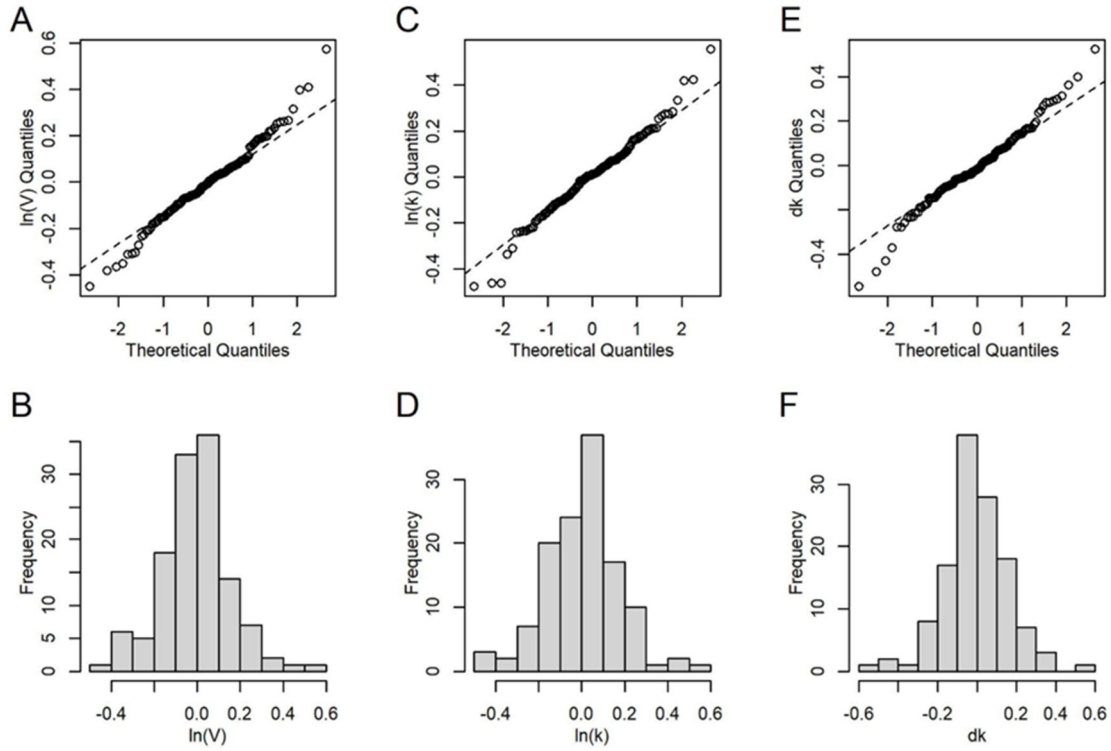 A
ln(V) Quantiles
0.6
0.4
0.2
0.0
-0.2
-0.4
-2 -1 0 1 2
Theoretical Quantiles
C
ln(k) Quantiles
0.4
0.2
0.0
-0.2
-0.4
-2 -1 0 1 2
Theoretical Quantiles
E
dk Quantiles
0.4
0.2
0.0
-0.4
-2 -1 0 1 2
Theoretical Quantiles
B
Frequency
30
20
10
5
0
-0.4 0.0 0.2 0.4 0.6
ln(V)
D
Frequency
30
20
10
0
-0.4 0.0 0.2 0.4 0.6
ln(k)
F
Frequency
30
20
10
0
-0.6 -0.2 0.2 0.4 0.6
dk